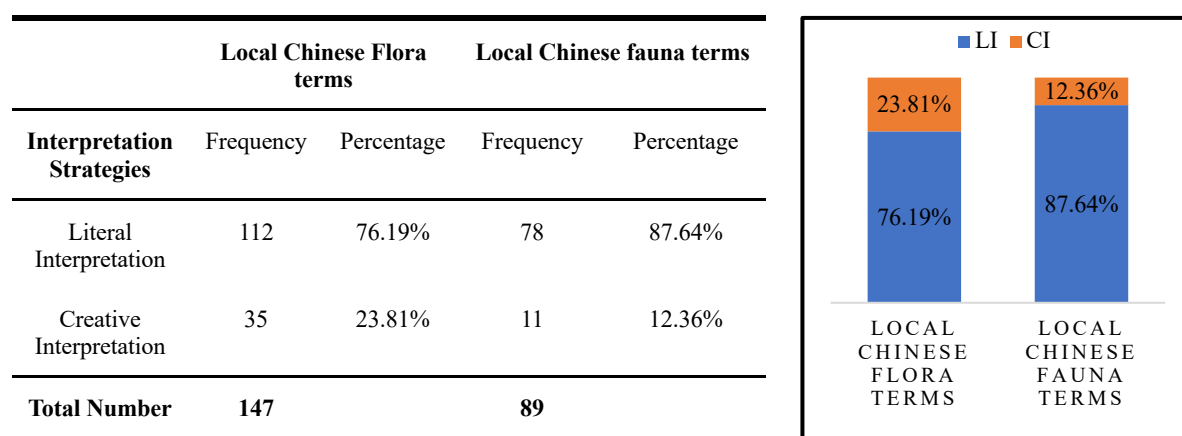 Local Chinese Flora terms Local Chinese fauna terms
Interpretation Strategies Frequency Percentage Frequency Percentage
Literal Interpretation 112 76.19% 78 87.64%
Creative Interpretation 35 23.81% 11 12.36%
Total Number 147 89
LI CI
23.81% 12.36%
76.19% 87.64%
LOCAL CHINESE FLORA TERMS LOCAL CHINESE FAUNA TERMS